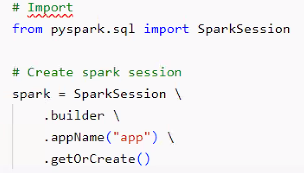 # Import
from pyspark.sql import SparkSession
# Create spark session
spark = SparkSession \
.builder \
.appName("app") \
.getOrCreate()